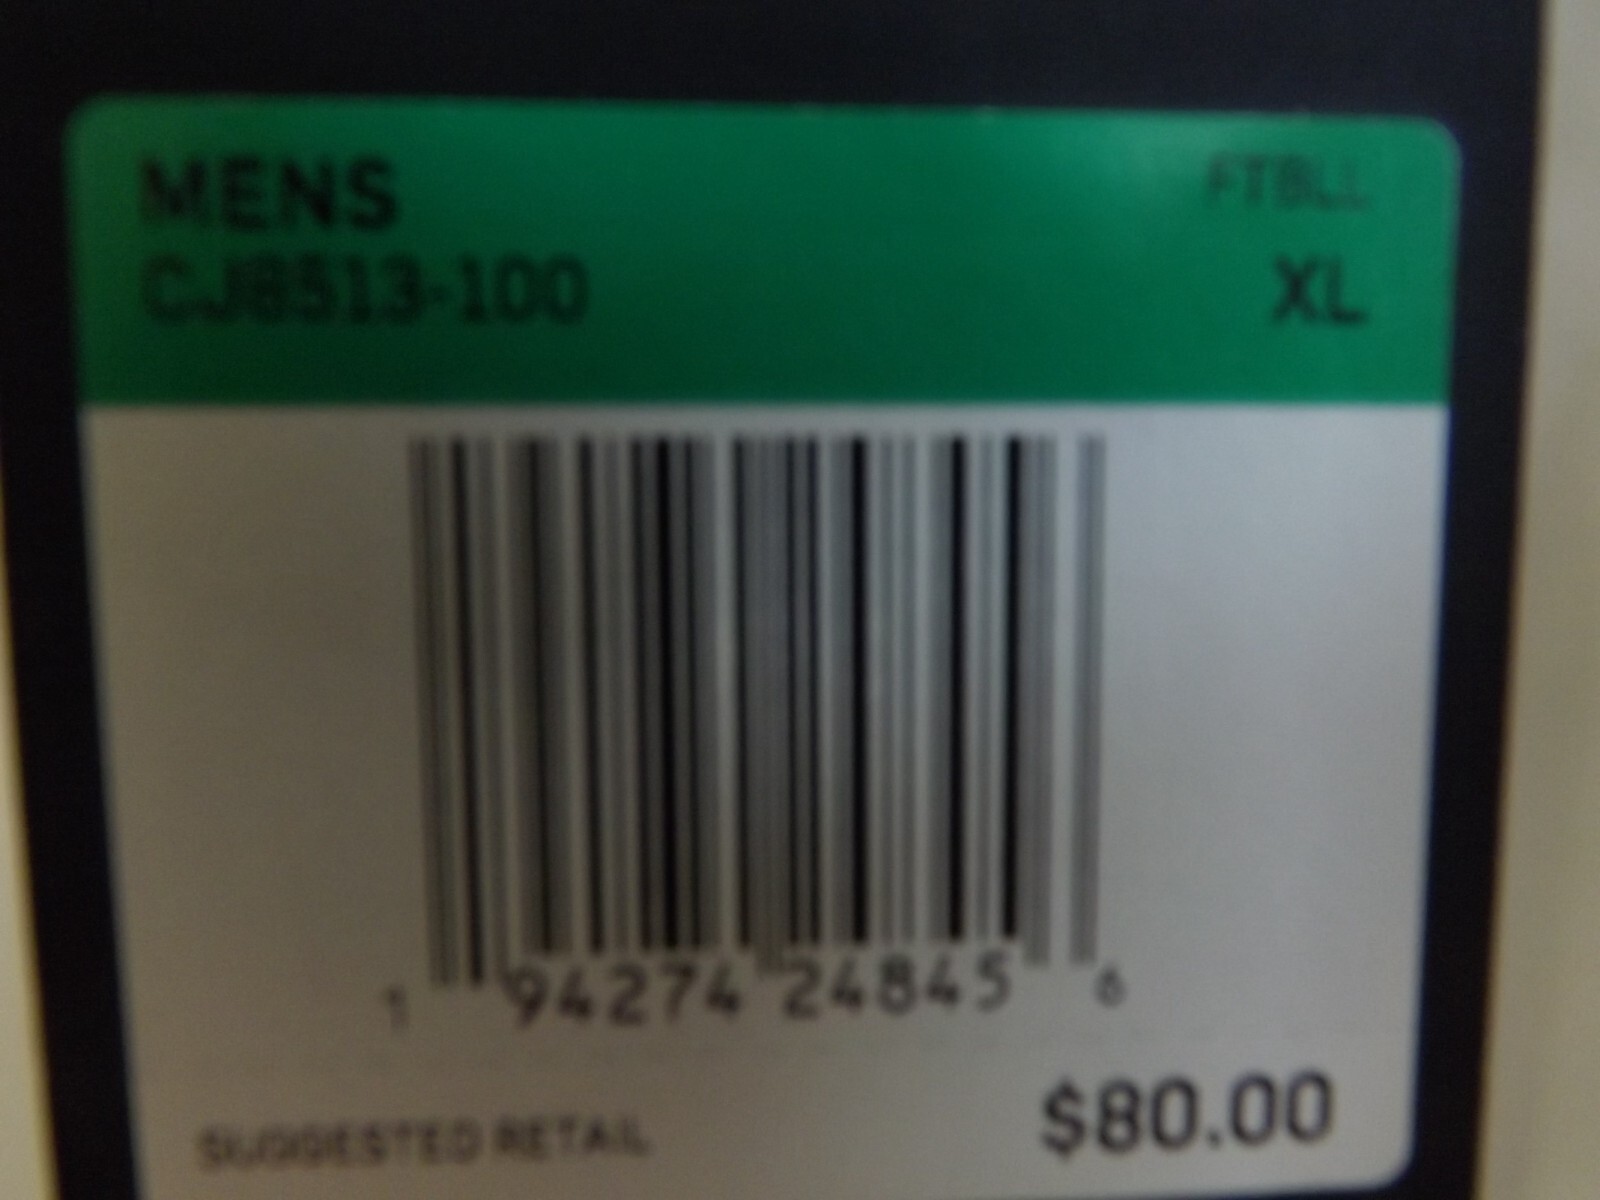 MENS
FTBLL
CJ8513-100
XL
1 94274 24845 6
SUGGESTED RETAIL
$80.00